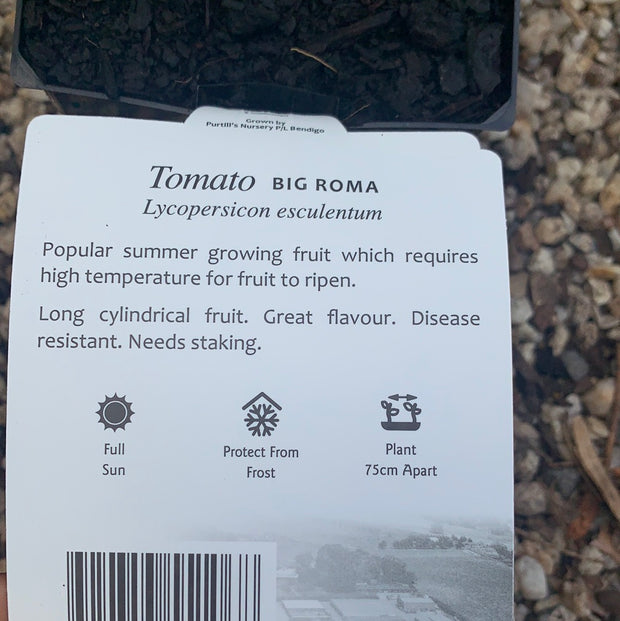 Grown by
Purtill's Nursery P/L Bendigo
Tomato BIG ROMA
Lycopersicon esculentum
Popular summer growing fruit which requires
high temperature for fruit to ripen.
Long cylindrical fruit. Great flavour. Disease
resistant. Needs staking.
Full
Sun
Protect From
Frost
Plant
75cm Apart